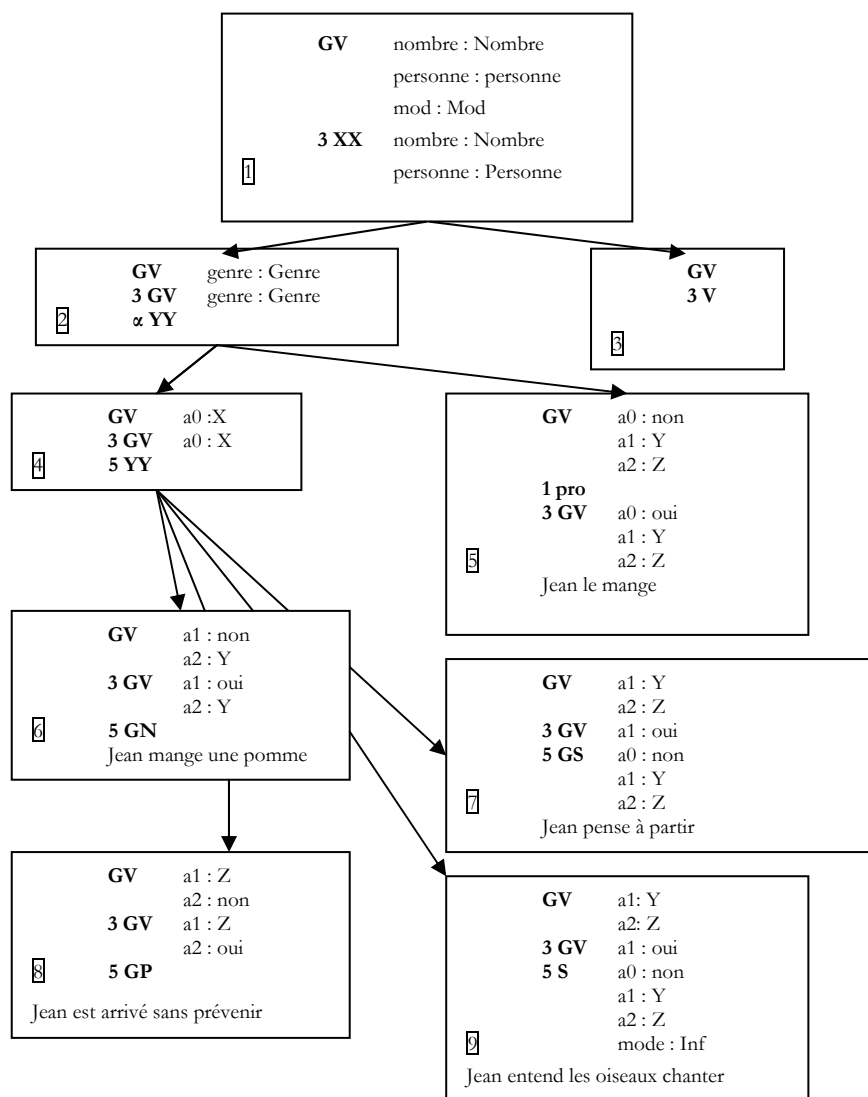 GV nombre : Nombre
personne : personne
mod : Mod
3 XX nombre : Nombre
1 personne : Personne
GV genre : Genre
3 GV genre : Genre
2 α YY
GV
3 V
3
GV a0 :X
3 GV a0 : X
4 5 YY
GV a0 : non
a1 : Y
a2 : Z
1 pro
3 GV a0 : oui
a1 : Y
5 a2 : Z
Jean le mange
GV a1 : non
a2 : Y
3 GV a1 : oui
a2 : Y
6 5 GN
Jean mange une pomme
GV a1 : Y
a2 : Z
3 GV a1 : oui
5 GS a0 : non
a1 : Y
7 a2 : Z
Jean pense à partir
GV a1 : Z
a2 : non
3 GV a1 : Z
a2 : oui
8 5 GP
Jean est arrivé sans prévenir
GV a1: Y
a2: Z
3 GV a1 : oui
5 S a0 : non
a1 : Y
a2 : Z
9 mode : Inf
Jean entend les oiseaux chanter